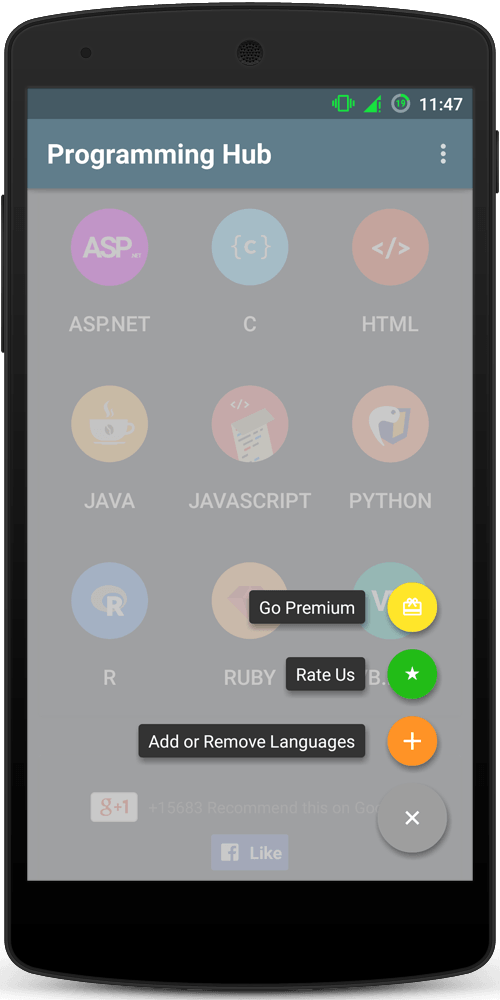 19 11:47
Programming Hub
ASP.NET {c} </>
ASP.NET C HTML
</>
JAVA JAVASCRIPT PYTHON
R
R RUBY
Go Premium
Rate Us
Add or Remove Languages
g+1 +15683 Recommend this on
f Like